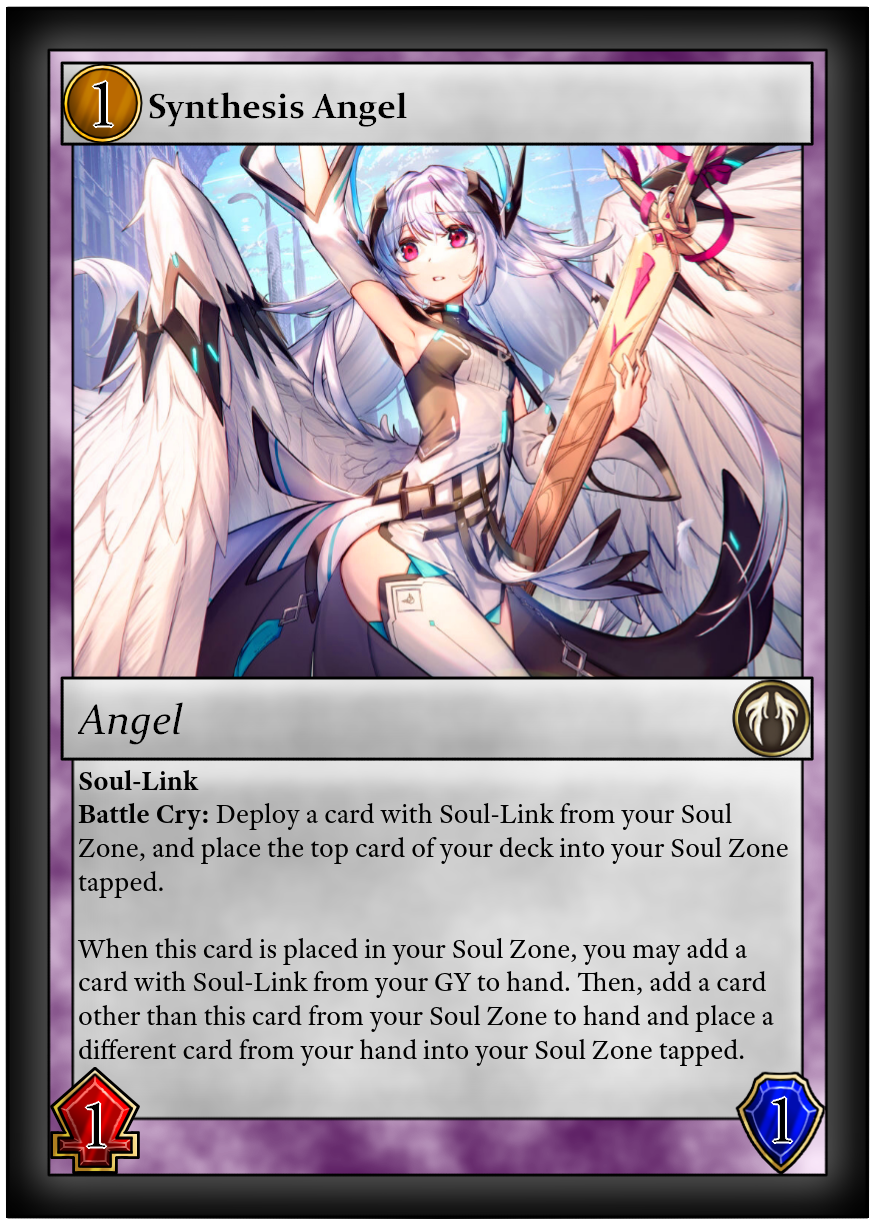 1 Synthesis Angel
Angel
Soul-Link
Battle Cry: Deploy a card with Soul-Link from your Soul
Zone, and place the top card of your deck into your Soul Zone
tapped.
When this card is placed in your Soul Zone, you may add a
card with Soul-Link from your GY to hand. Then, add a card
other than this card from your Soul Zone to hand and place a
different card from your hand into your Soul Zone tapped.
1 1